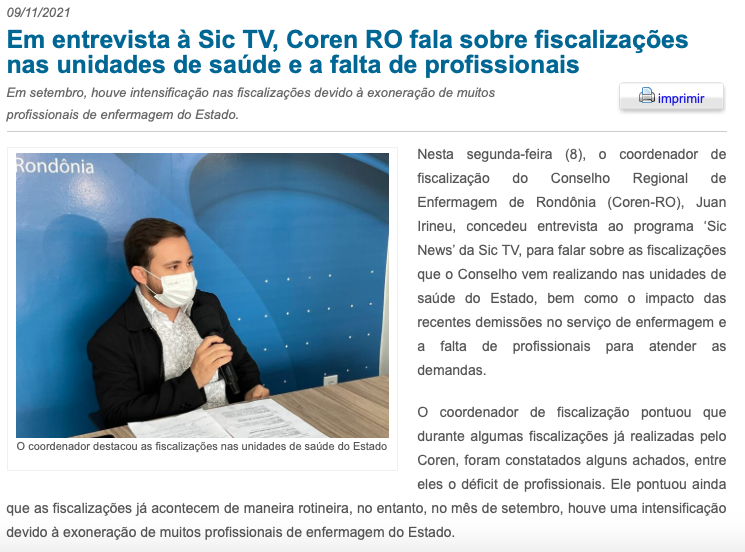 09/11/2021
Em entrevista à Sic TV, Coren RO fala sobre fiscalizações
nas unidades de saúde e a falta de profissionais
Em setembro, houve intensificação nas fiscalizações devido à exoneração de muitos
profissionais de enfermagem do Estado.
imprimir
Rondônia
O coordenador destacou as fiscalizações nas unidades de saúde do Estado
Nesta segunda-feira (8), o coordenador de
fiscalização do Conselho Regional de
Enfermagem de Rondônia (Coren-RO), Juan
Irineu, concedeu entrevista ao programa ‘Sic
News’ da Sic TV, para falar sobre as fiscalizações
que o Conselho vem realizando nas unidades de
saúde do Estado, bem como o impacto das
recentes demissões no serviço de enfermagem e
a falta de profissionais para atender as
demandas.
O coordenador de fiscalização pontuou que
durante algumas fiscalizações já realizadas pelo
Coren, foram constatados alguns achados, entre
eles o déficit de profissionais. Ele pontuou ainda
que as fiscalizações já acontecem de maneira rotineira, no entanto, no mês de setembro, houve uma intensificação
devido à exoneração de muitos profissionais de enfermagem do Estado.